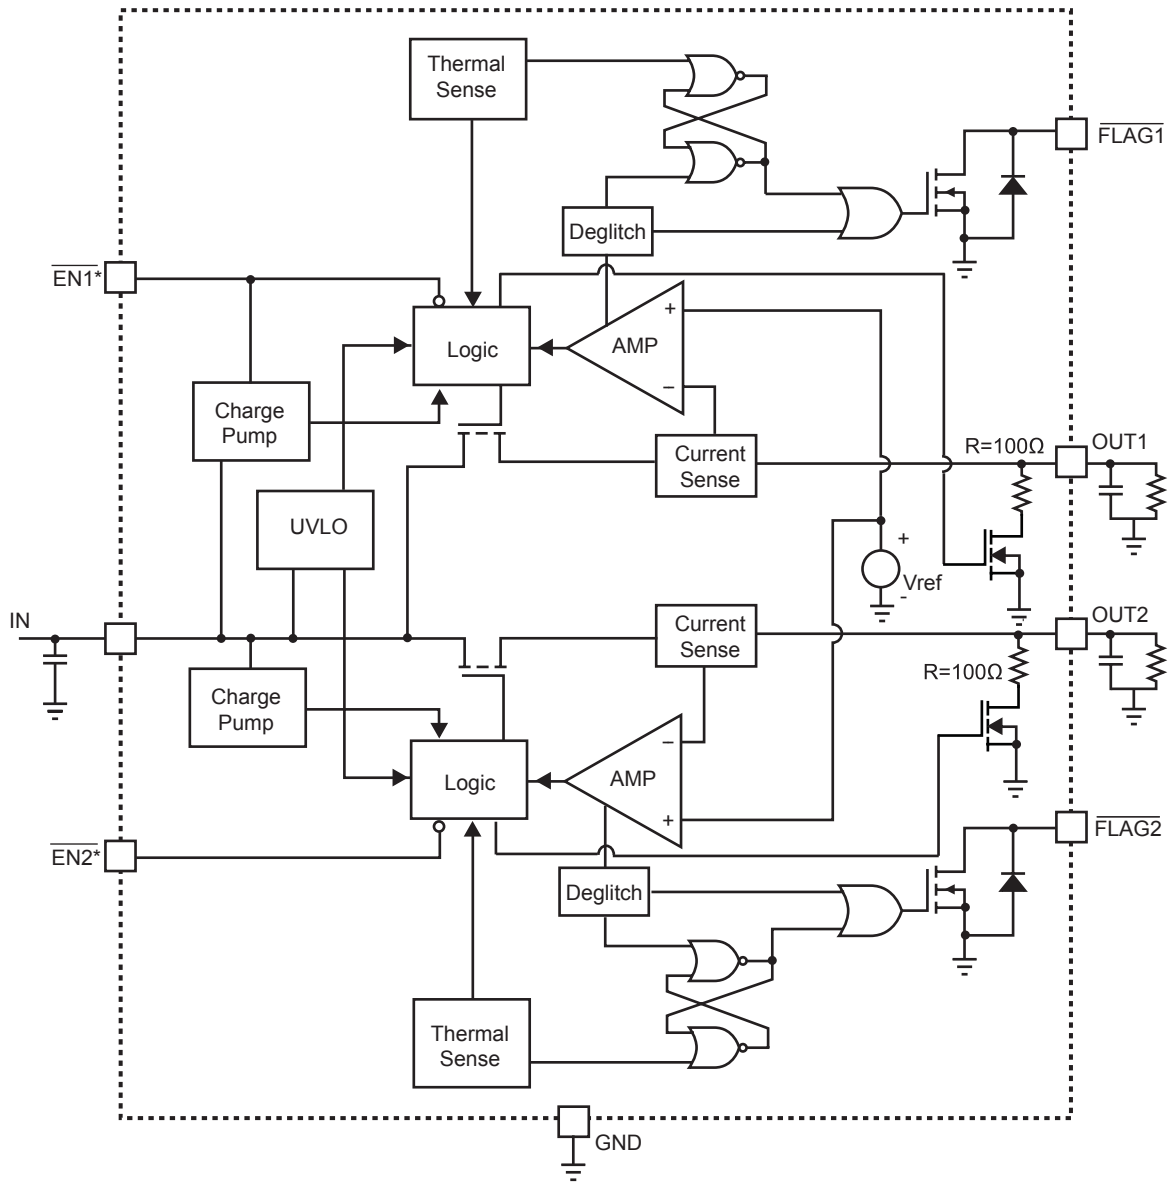 Thermal
Sense
FLAG1
Deglitch
EN1*
+
AMP
−
Logic
Charge
Pump
Current
Sense
R=100Ω
OUT1
UVLO
+
Vref
-
IN
OUT2
Current
Sense
R=100Ω
Charge
Pump
−
AMP
+
Logic
FLAG2
EN2*
Deglitch
Thermal
Sense
GND